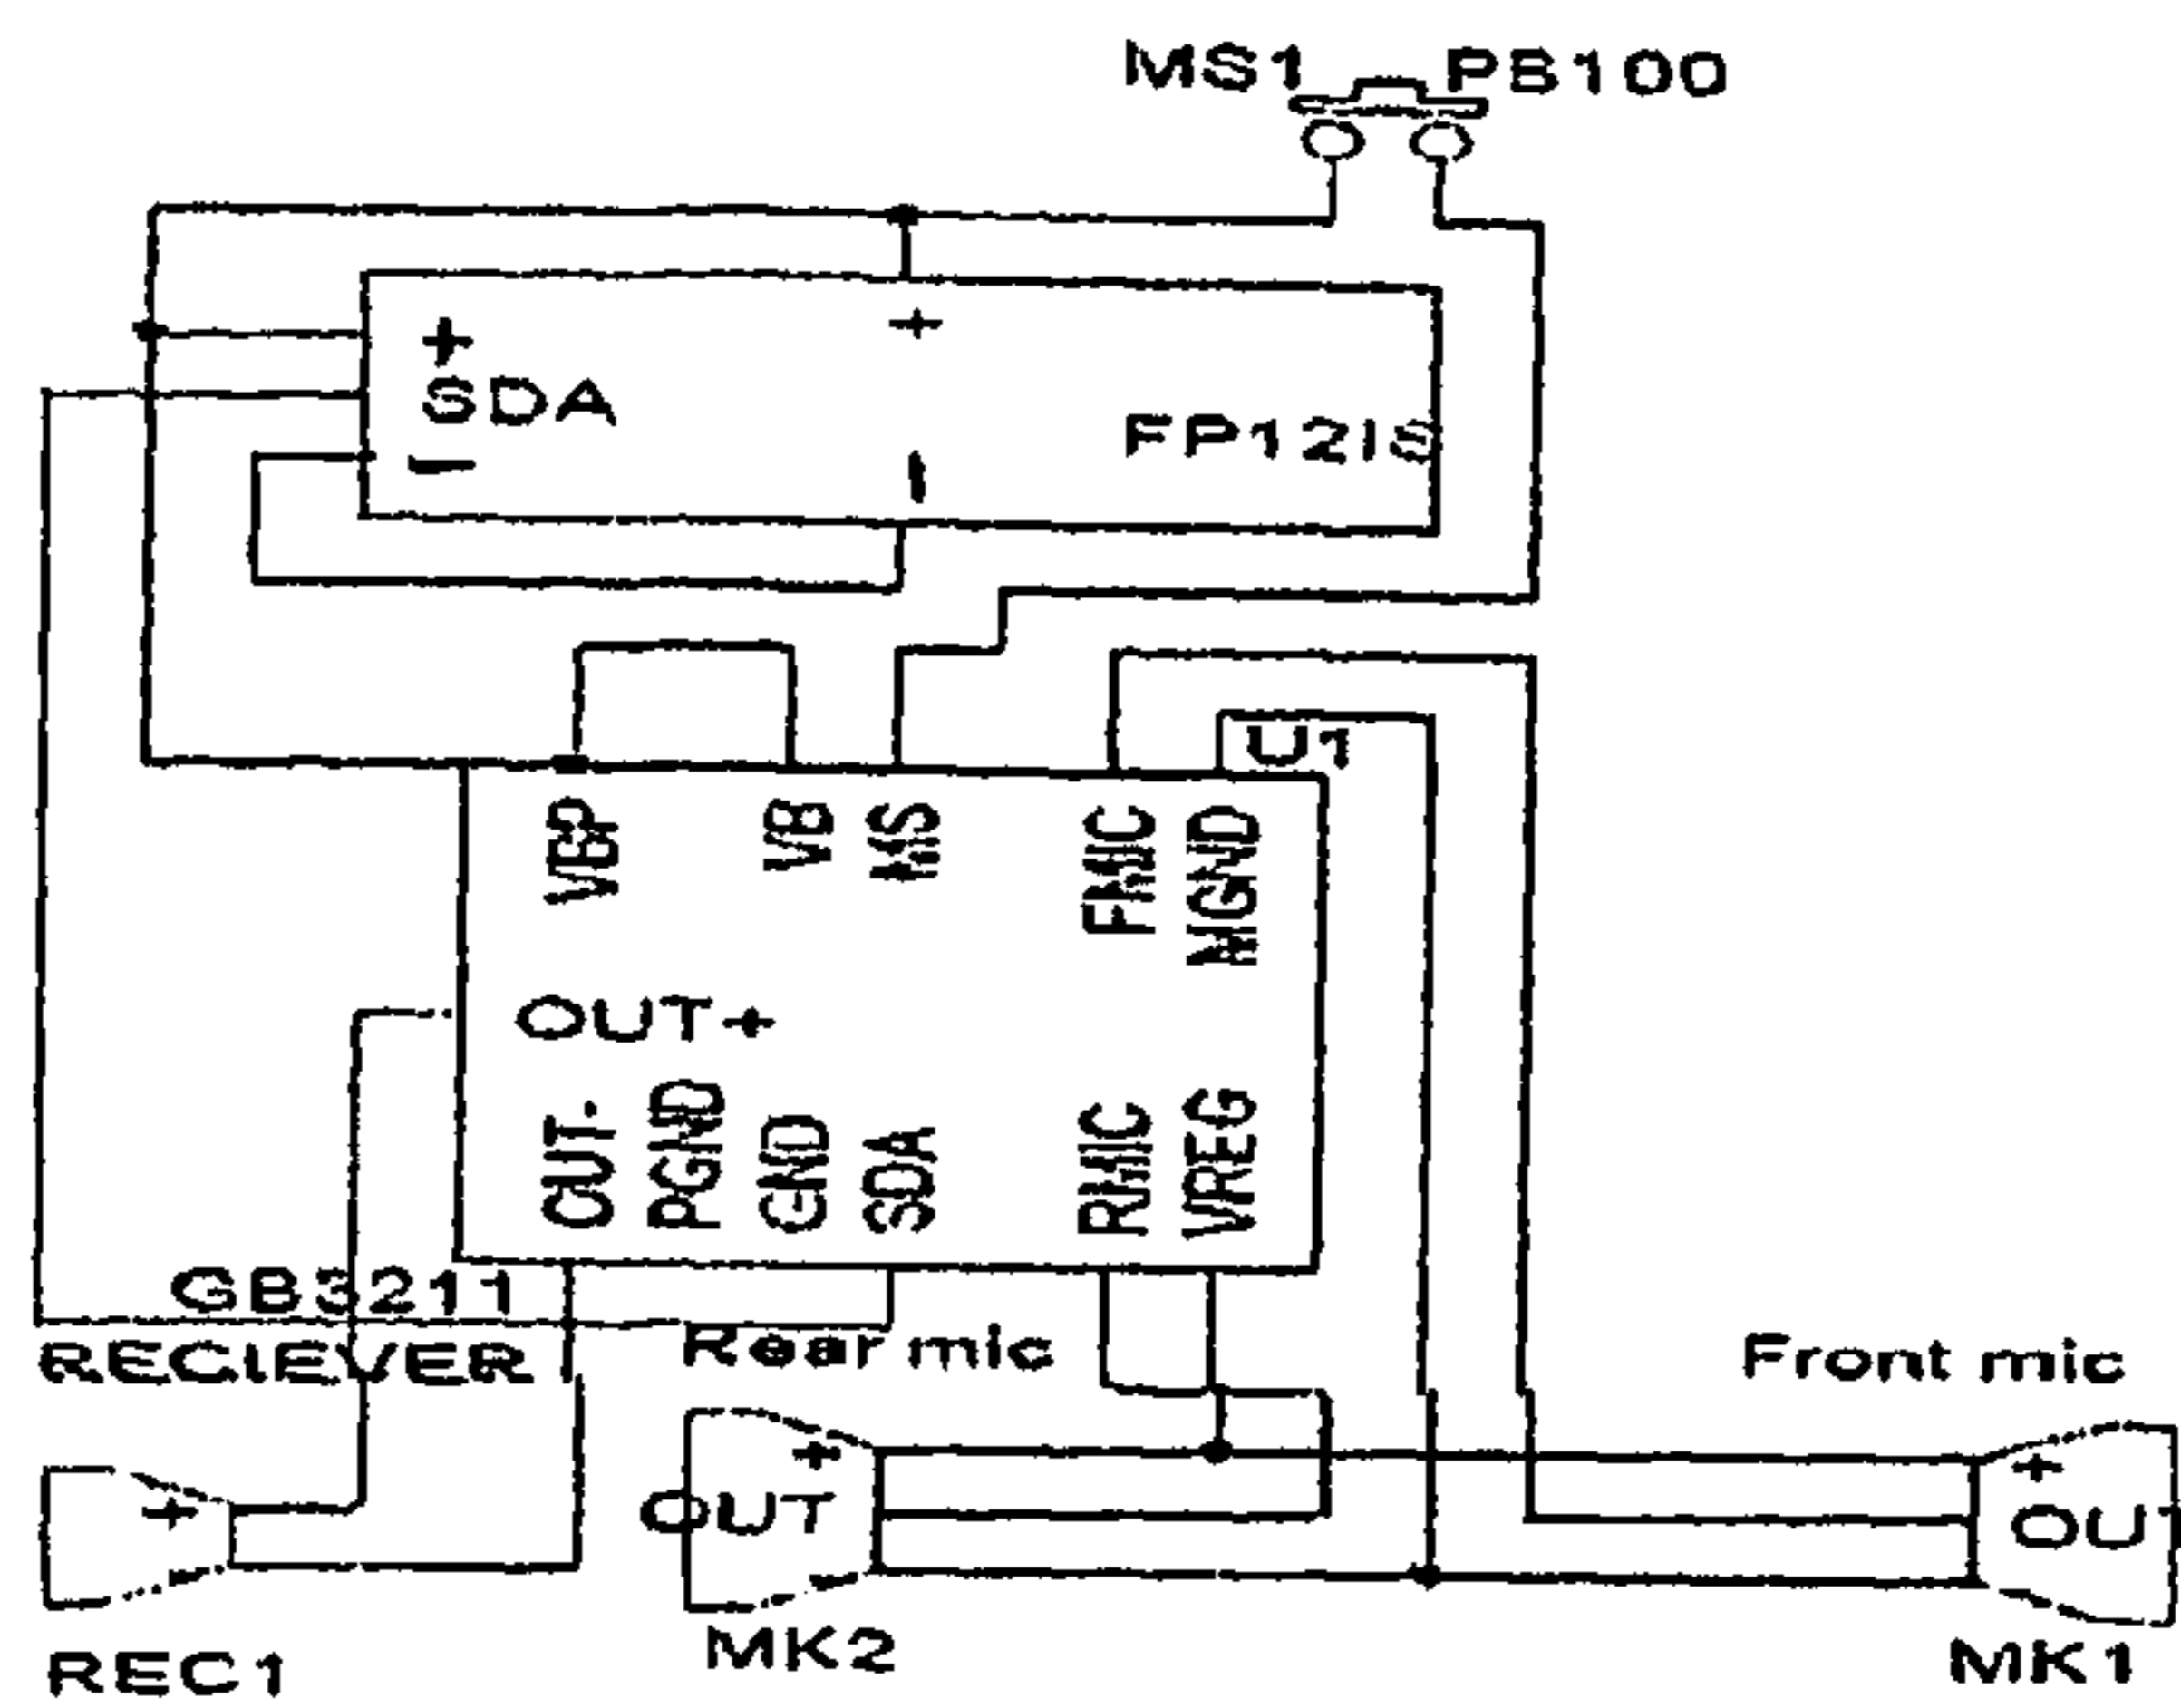 MS1 PB100
+
+
SDA
FP12IS
−
−
U1
VBP
VB
MS
FMIC
MGND
OUT+
OUT-
PGND
GND
SDA
RMIC
VREG
GB3211
RECIEVER
Rear mic
Front mic
+
+
+
OUT
OUT
−
−
−
REC1
MK2
MK1